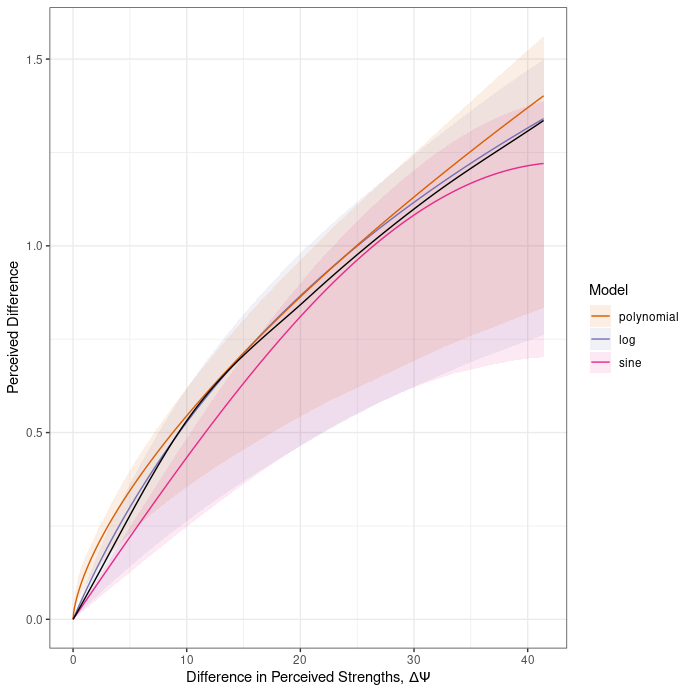 1.5
1.0
0.5
0.0
Perceived Difference
0 10 20 30 40
Difference in Perceived Strengths, ΔΨ
Model
polynomial
log
sine